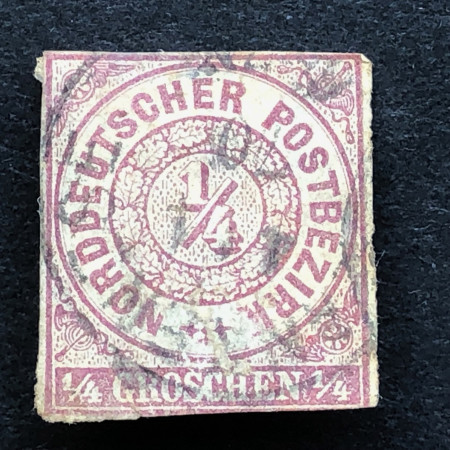 NORDDEUTSCHER POSTBEZIRK
1/4
1/4 GROSCHEN 1/4